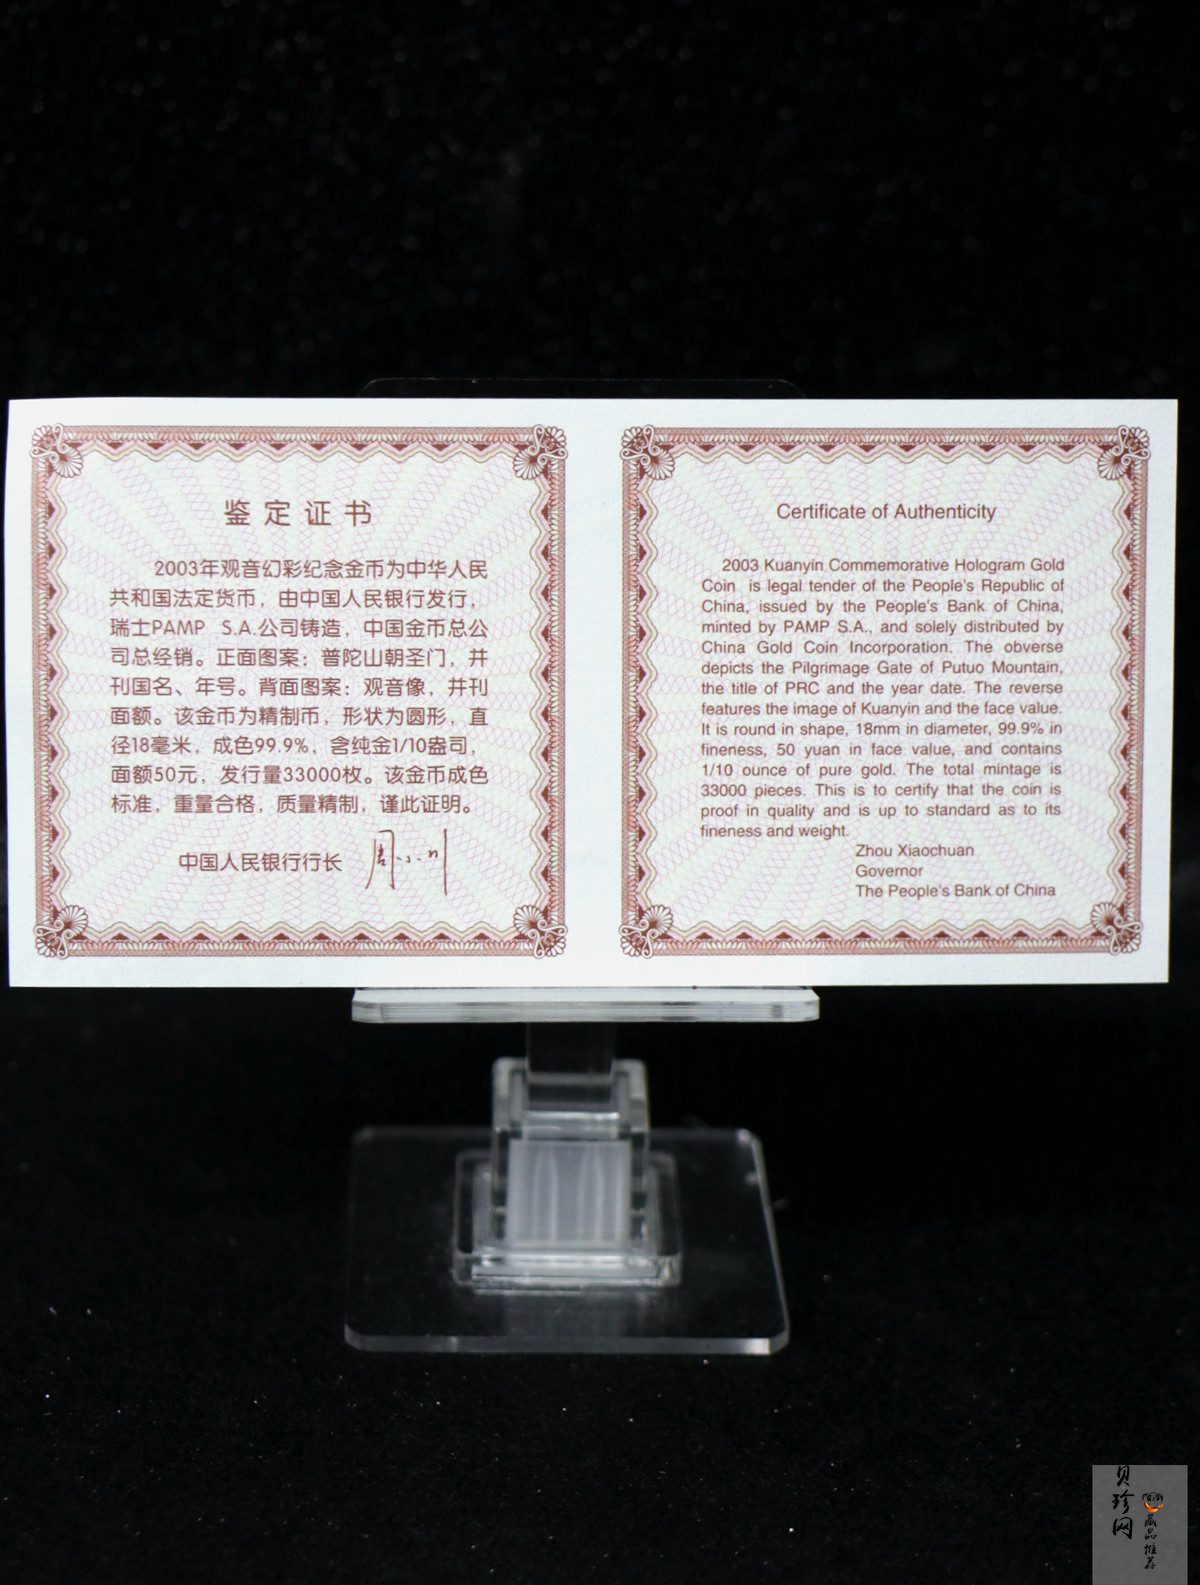 鉴定证书
2003年观音幻彩纪念金币为中华人民
共和国法定货币，由中国人民银行发行，
瑞士PAMP S.A.公司铸造，中国金币总公
司总经销。正面图案：普陀山朝圣门，并
刊国名、年号。背面图案：观音像，并刊
面额。该金币为精制币，形状为圆形，直
径18毫米，成色99.9%，含纯金1/10盎司，
面额50元，发行量33000枚。该金币成色
标准，重量合格，质量精制，谨此证明。
中国人民银行行长 周小川
Certificate of Authenticity
2003 Kuanyin Commemorative Hologram Gold
Coin is legal tender of the People's Republic of
China, issued by the People's Bank of China,
minted by PAMP S.A., and solely distributed by
China Gold Coin Incorporation. The obverse
depicts the Pilgrimage Gate of Putuo Mountain,
the title of PRC and the year date. The reverse
features the image of Kuanyin and the face value.
It is round in shape, 18mm in diameter, 99.9% in
fineness, 50 yuan in face value, and contains
1/10 ounce of pure gold. The total mintage is
33000 pieces. This is to certify that the coin is
proof in quality and is up to standard as to its
fineness and weight.
Zhou Xiaochuan
Governor
The People's Bank of China
贝珍网
藏品推荐